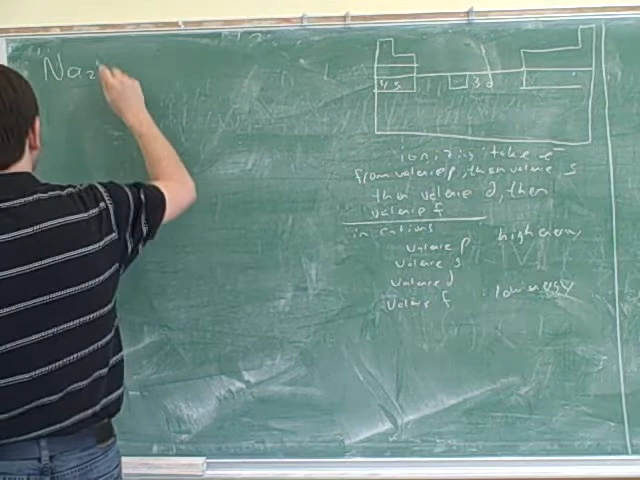 Na₂
4s 3d
ionizing: take e⁻
from valence p, then valence s
then valence d, then
valence f
in cations
valence p : high energy
valence s
valence d
valence f : low energy